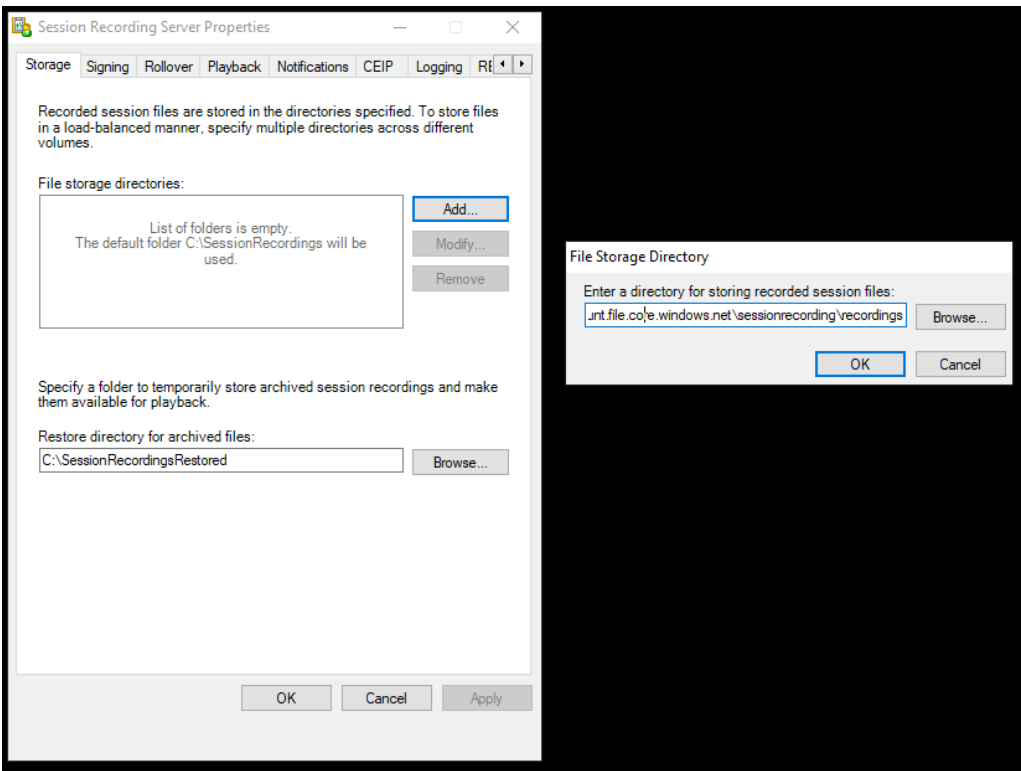 Session Recording Server Properties
Storage Signing Rollover Playback Notifications CEIP Logging
Recorded session files are stored in the directories specified. To store files
in a load-balanced manner, specify multiple directories across different
volumes.
File storage directories:
List of folders is empty.
The default folder C:\SessionRecordings will be
used.
Add...
Modify...
Remove
Specify a folder to temporarily store archived session recordings and make
them available for playback.
Restore directory for archived files:
C:\SessionRecordingsRestored
Browse...
OK Cancel Apply
File Storage Directory
Enter a directory for storing recorded session files:
unt.file.core.windows.net\sessionrecording\recordings
Browse...
OK Cancel